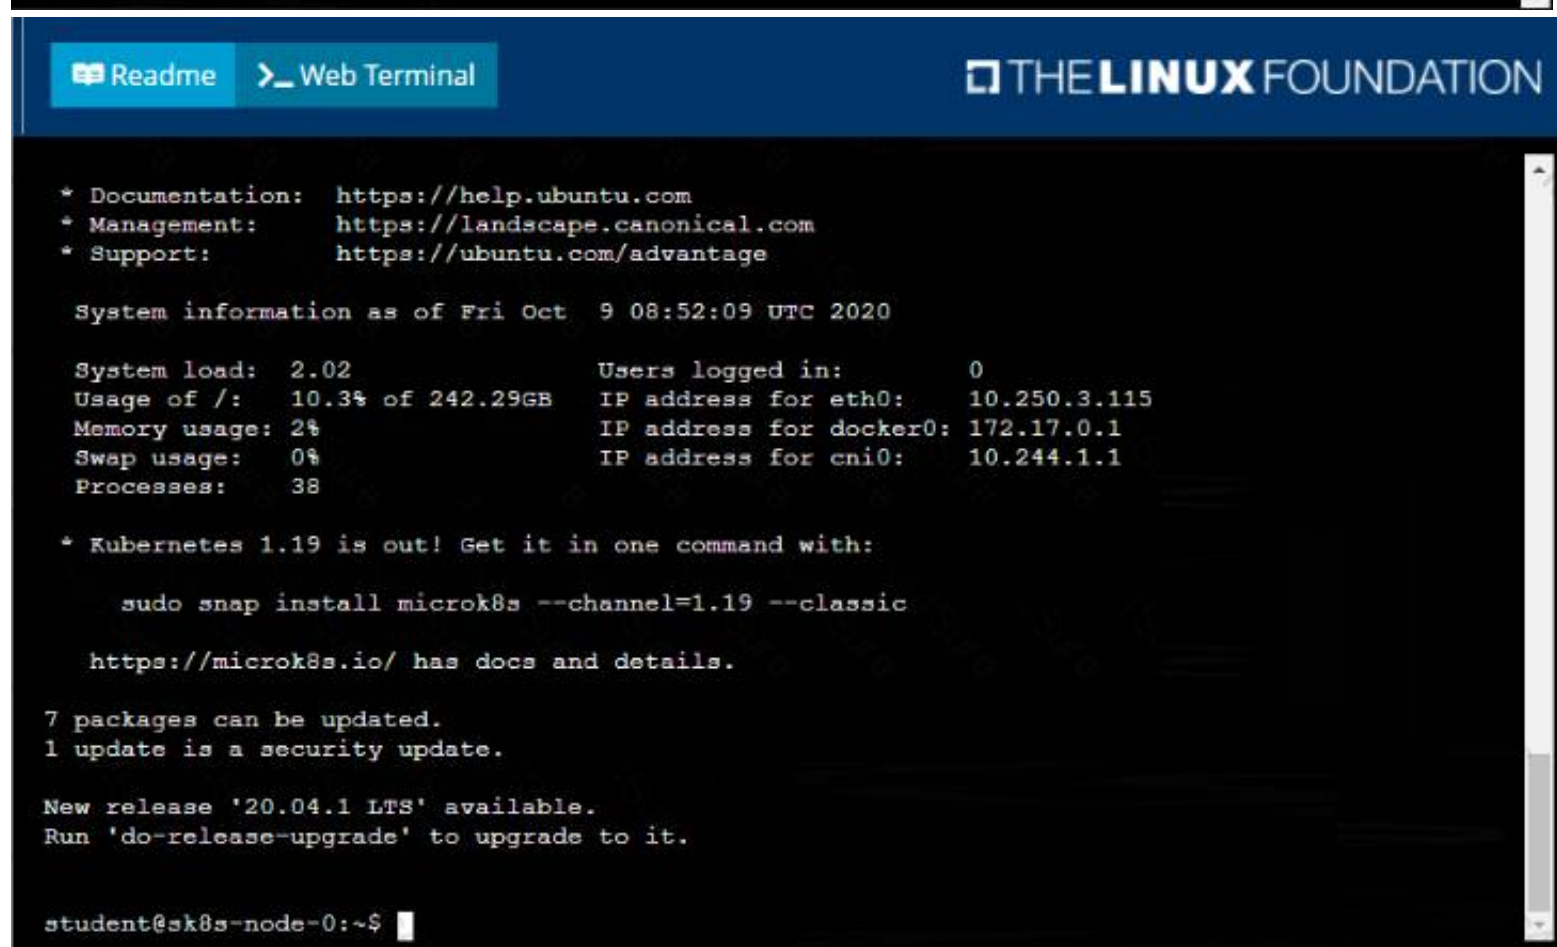 Readme >_ Web Terminal THE LINUX FOUNDATION
* Documentation: https://help.ubuntu.com
* Management: https://landscape.canonical.com
* Support: https://ubuntu.com/advantage
System information as of Fri Oct 9 08:52:09 UTC 2020
System load: 2.02 Users logged in: 0
Usage of /: 10.3% of 242.29GB IP address for eth0: 10.250.3.115
Memory usage: 2% IP address for docker0: 172.17.0.1
Swap usage: 0% IP address for cni0: 10.244.1.1
Processes: 38
* Kubernetes 1.19 is out! Get it in one command with:
sudo snap install microk8s --channel=1.19 --classic
https://microk8s.io/ has docs and details.
7 packages can be updated.
1 update is a security update.
New release '20.04.1 LTS' available.
Run 'do-release-upgrade' to upgrade to it.
student@sk8s-node-0:~$